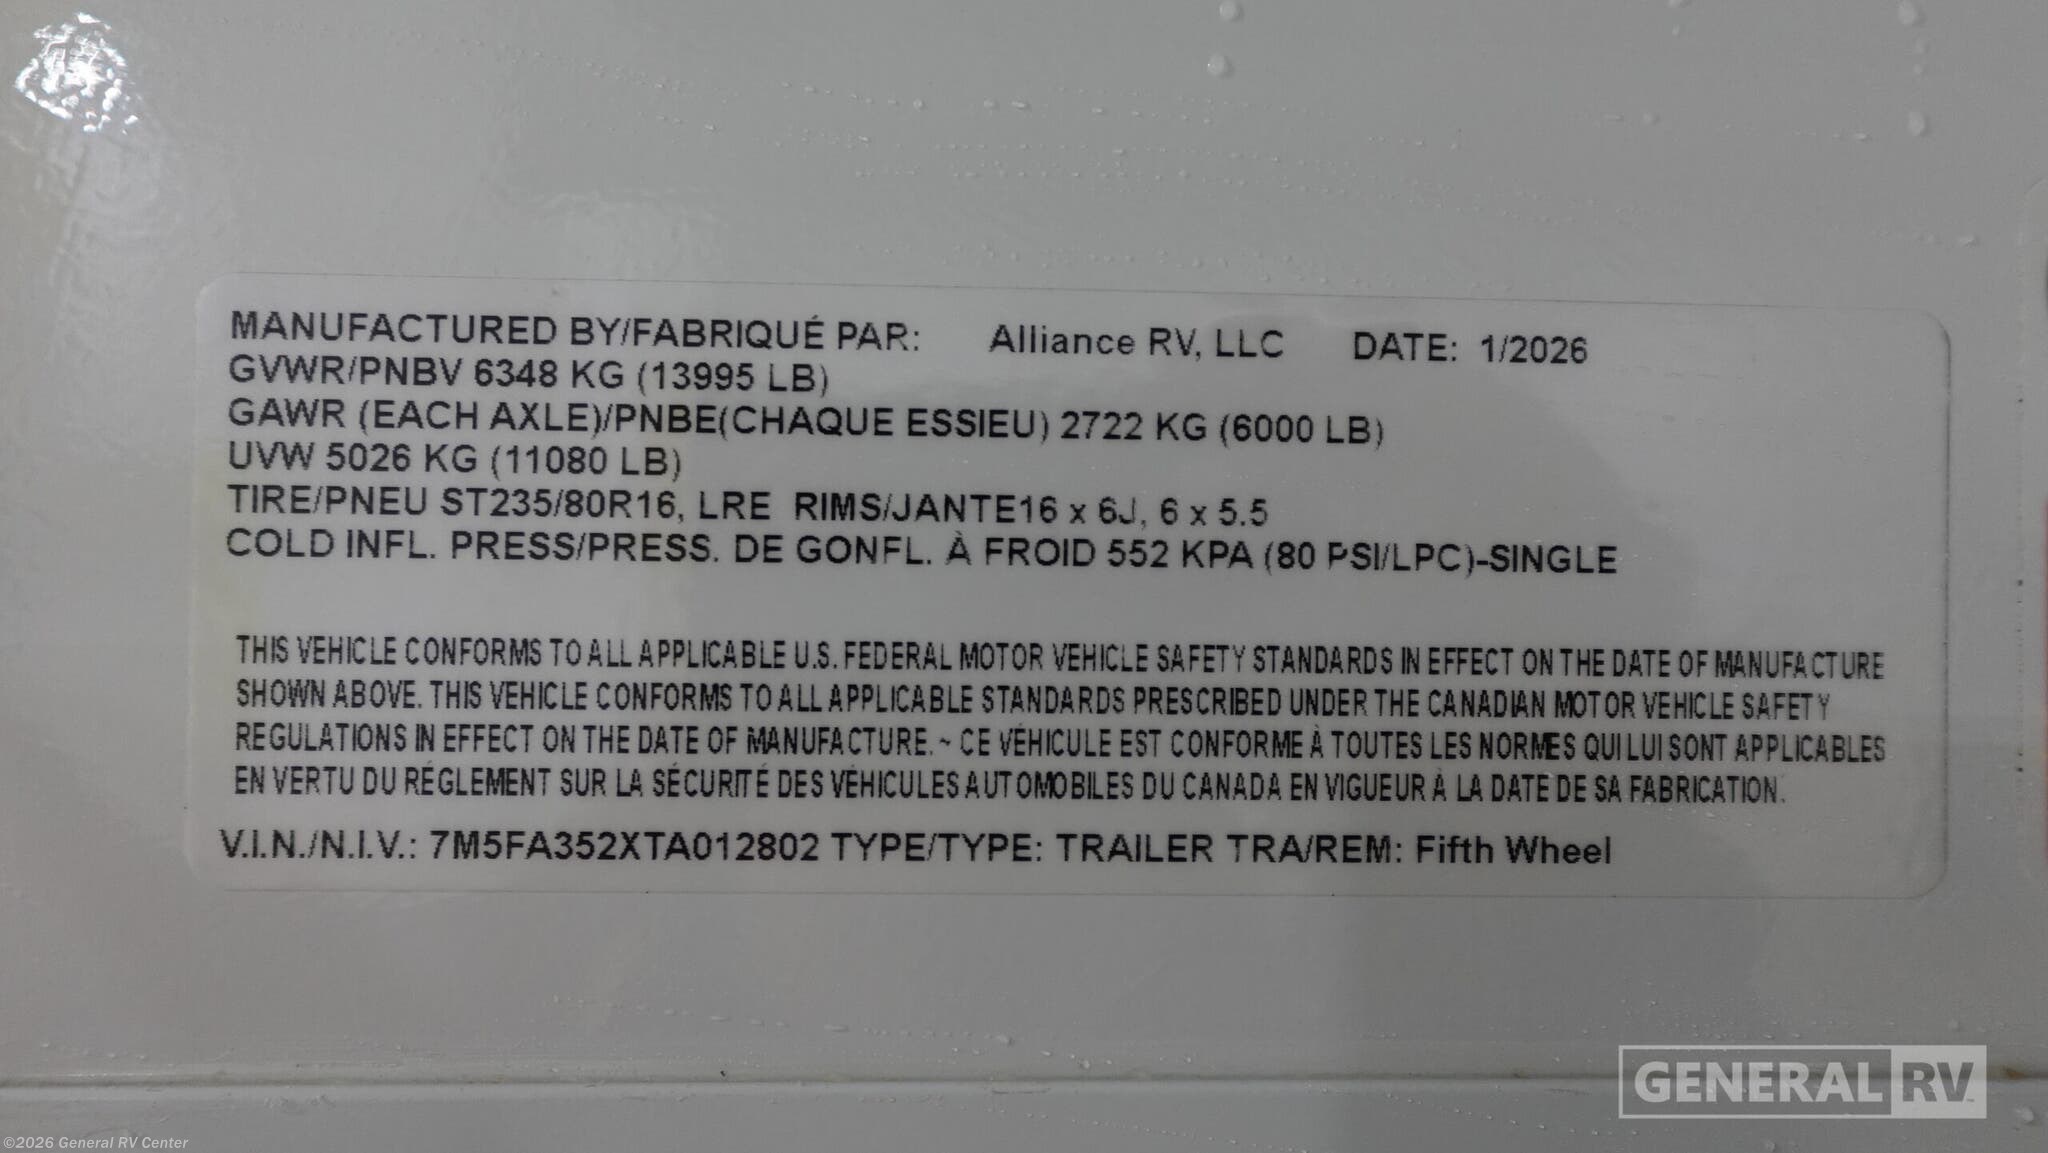 MANUFACTURED BY/FABRIQUÉ PAR: Alliance RV, LLC DATE: 1/2026
GVWR/PNBV 6348 KG (13995 LB)
GAWR (EACH AXLE)/PNBE(CHAQUE ESSIEU) 2722 KG (6000 LB)
UVW 5026 KG (11080 LB)
TIRE/PNEU ST235/80R16, LRE RIMS/JANTE16 x 6J, 6 x 5.5
COLD INFL. PRESS/PRESS. DE GONFL. À FROID 552 KPA (80 PSI/LPC)-SINGLE
THIS VEHICLE CONFORMS TO ALL APPLICABLE U.S. FEDERAL MOTOR VEHICLE SAFETY STANDARDS IN EFFECT ON THE DATE OF MANUFACTURE
SHOWN ABOVE. THIS VEHICLE CONFORMS TO ALL APPLICABLE STANDARDS PRESCRIBED UNDER THE CANADIAN MOTOR VEHICLE SAFETY
REGULATIONS IN EFFECT ON THE DATE OF MANUFACTURE. ~ CE VÉHICULE EST CONFORME À TOUTES LES NORMES QUI LUI SONT APPLICABLES
EN VERTU DU RÉGLEMENT SUR LA SÉCURITÉ DES VÉHICULES AUTOMOBILES DU CANADA EN VIGUEUR À LA DATE DE SA FABRICATION.
V.I.N./N.I.V.: 7M5FA352XTA012802 TYPE/TYPE: TRAILER TRA/REM: Fifth Wheel
GENERAL RV
©2026 General RV Center